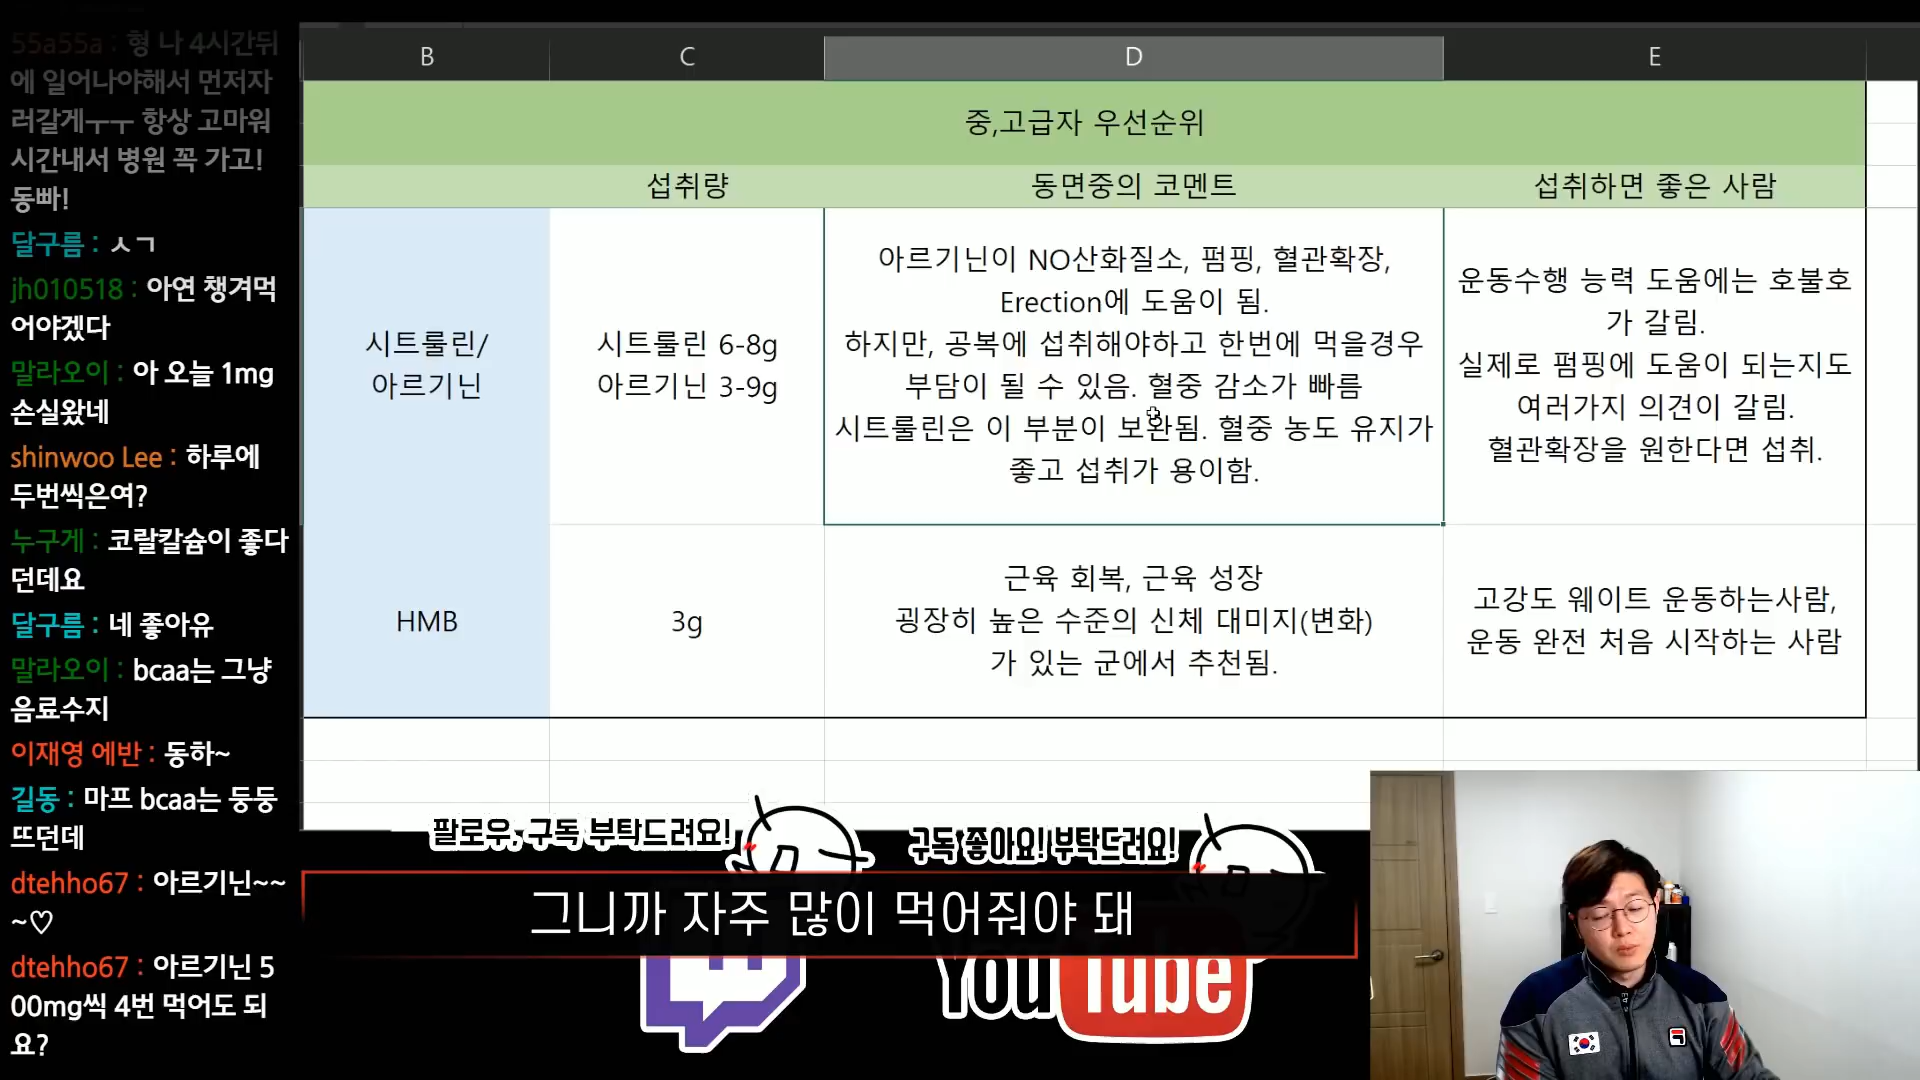 55a55a : 형 나 4시간뒤
에 일어나야해서 먼저자
러갈게ㅜㅜ 항상 고마워
시간내서 병원 꼭 가고!
동빠!
달구름 : ㅅㄱ
jh010518 : 아연 챙겨먹
어야겠다
말라오이 : 아 오늘 1mg
손실왔네
shinwoo Lee : 하루에
두번씩은여?
누구게 : 코랄칼슘이 좋다
던데요
달구름 : 네 좋아유
말라오이 : bcaa는 그냥
음료수지
이재영 에반 : 동하~
길동 : 마프 bcaa는 둥둥
뜨던데
dtehho67 : 아르기닌~~
~♡
dtehho67 : 아르기닌 5
00mg씩 4번 먹어도 되
요?
B C D E
중,고급자 우선순위
섭취량 동면중의 코멘트 섭취하면 좋은 사람
시트룰린/
아르기닌
시트룰린 6-8g
아르기닌 3-9g
아르기닌이 NO산화질소, 펌핑, 혈관확장,
Erection에 도움이 됨.
하지만, 공복에 섭취해야하고 한번에 먹을경우
부담이 될 수 있음. 혈중 감소가 빠름
시트룰린은 이 부분이 보완됨. 혈중 농도 유지가
좋고 섭취가 용이함.
운동수행 능력 도움에는 호불호
가 갈림.
실제로 펌핑에 도움이 되는지도
여러가지 의견이 갈림.
혈관확장을 원한다면 섭취.
HMB
3g
근육 회복, 근육 성장
굉장히 높은 수준의 신체 대미지(변화)
가 있는 군에서 추천됨.
고강도 웨이트 운동하는사람,
운동 완전 처음 시작하는 사람
팔로우, 구독 부탁드려요!
구독 좋아요! 부탁드려요!
그니까 자주 많이 먹어줘야 돼
YouTube